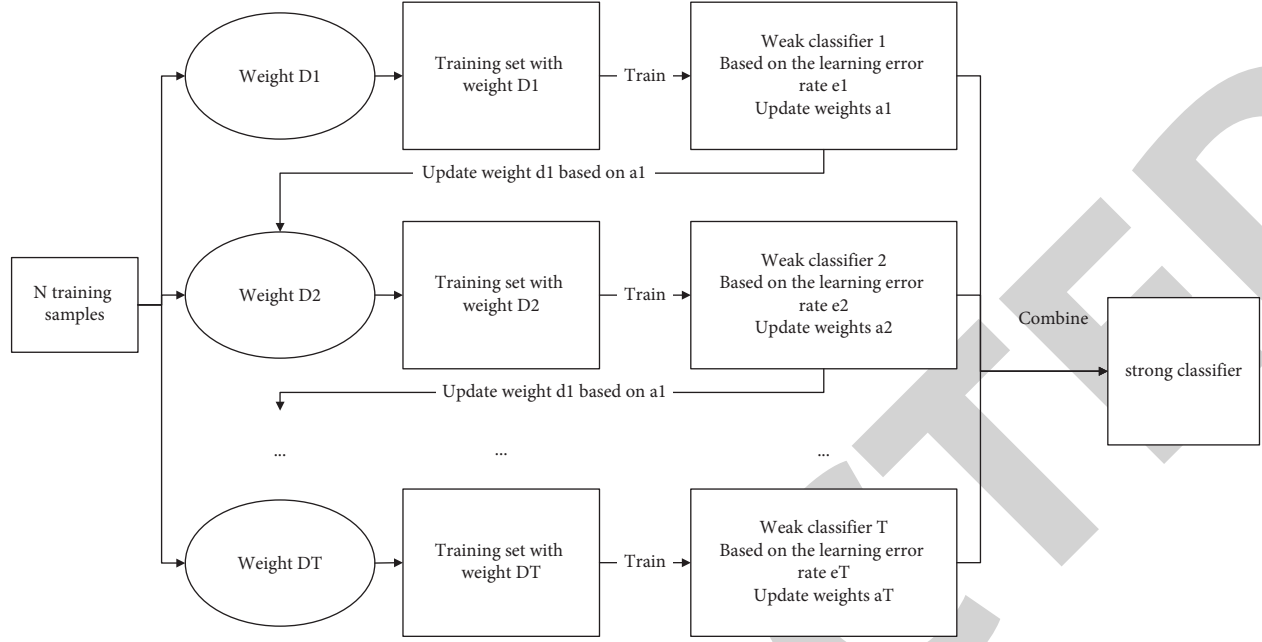 Weight D1
Training set with
weight D1
Train
Weak classifier 1
Based on the learning error
rate e1
Update weights a1
Update weight d1 based on a1
N training
samples
Weight D2
Training set with
weight D2
Train
Weak classifier 2
Based on the learning error
rate e2
Update weights a2
Combine
strong classifier
Update weight d1 based on a1
...
...
...
Weight DT
Training set with
weight DT
Train
Weak classifier T
Based on the learning error
rate eT
Update weights aT